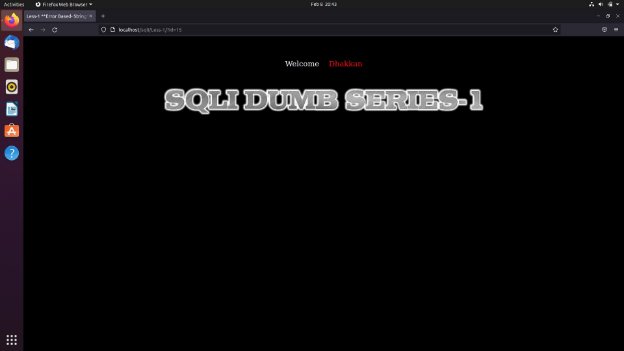 Activities Firefox Web Browser Feb 8 20:43
Less-1 **Error Based- String
localhost/sqli/Less-1/?id=15
Welcome Dhakkan
SQLI DUMB SERIES-1